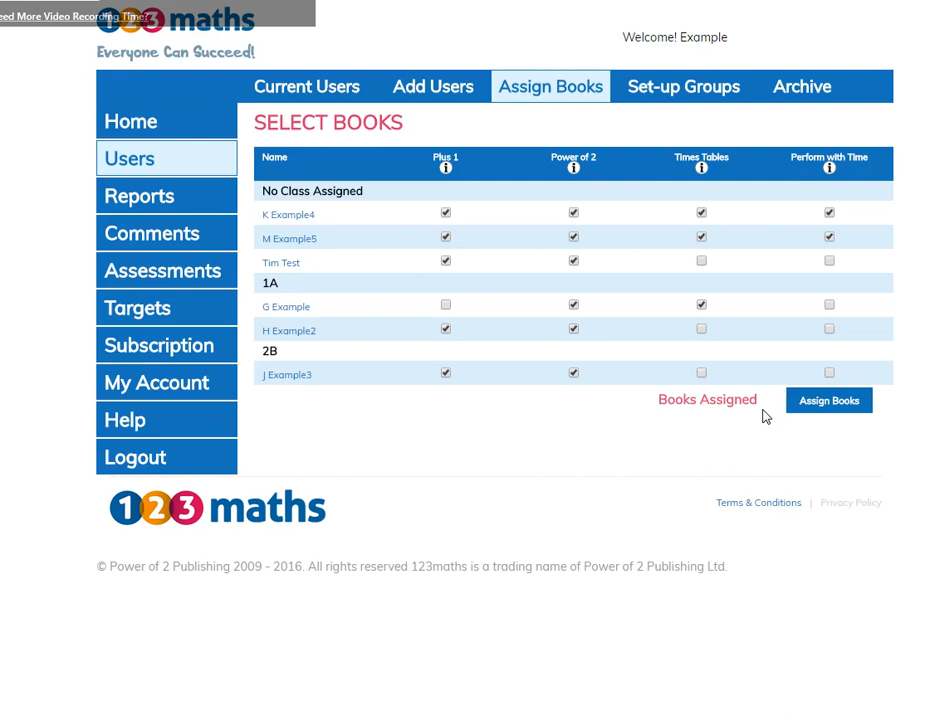 eed More Video Recording Time?
123 maths
Everyone Can Succeed!
Welcome! Example
Current Users Add Users Assign Books Set-up Groups Archive
Home
Users
Reports
Comments
Assessments
Targets
Subscription
My Account
Help
Logout
SELECT BOOKS
Name Plus 1 Power of 2 Times Tables Perform with Time
i i i i
No Class Assigned
K Example4
M Example5
Tim Test
1A
G Example
H Example2
2B
J Example3
Books Assigned Assign Books
123 maths
Terms & Conditions | Privacy Policy
© Power of 2 Publishing 2009 - 2016. All rights reserved 123maths is a trading name of Power of 2 Publishing Ltd.